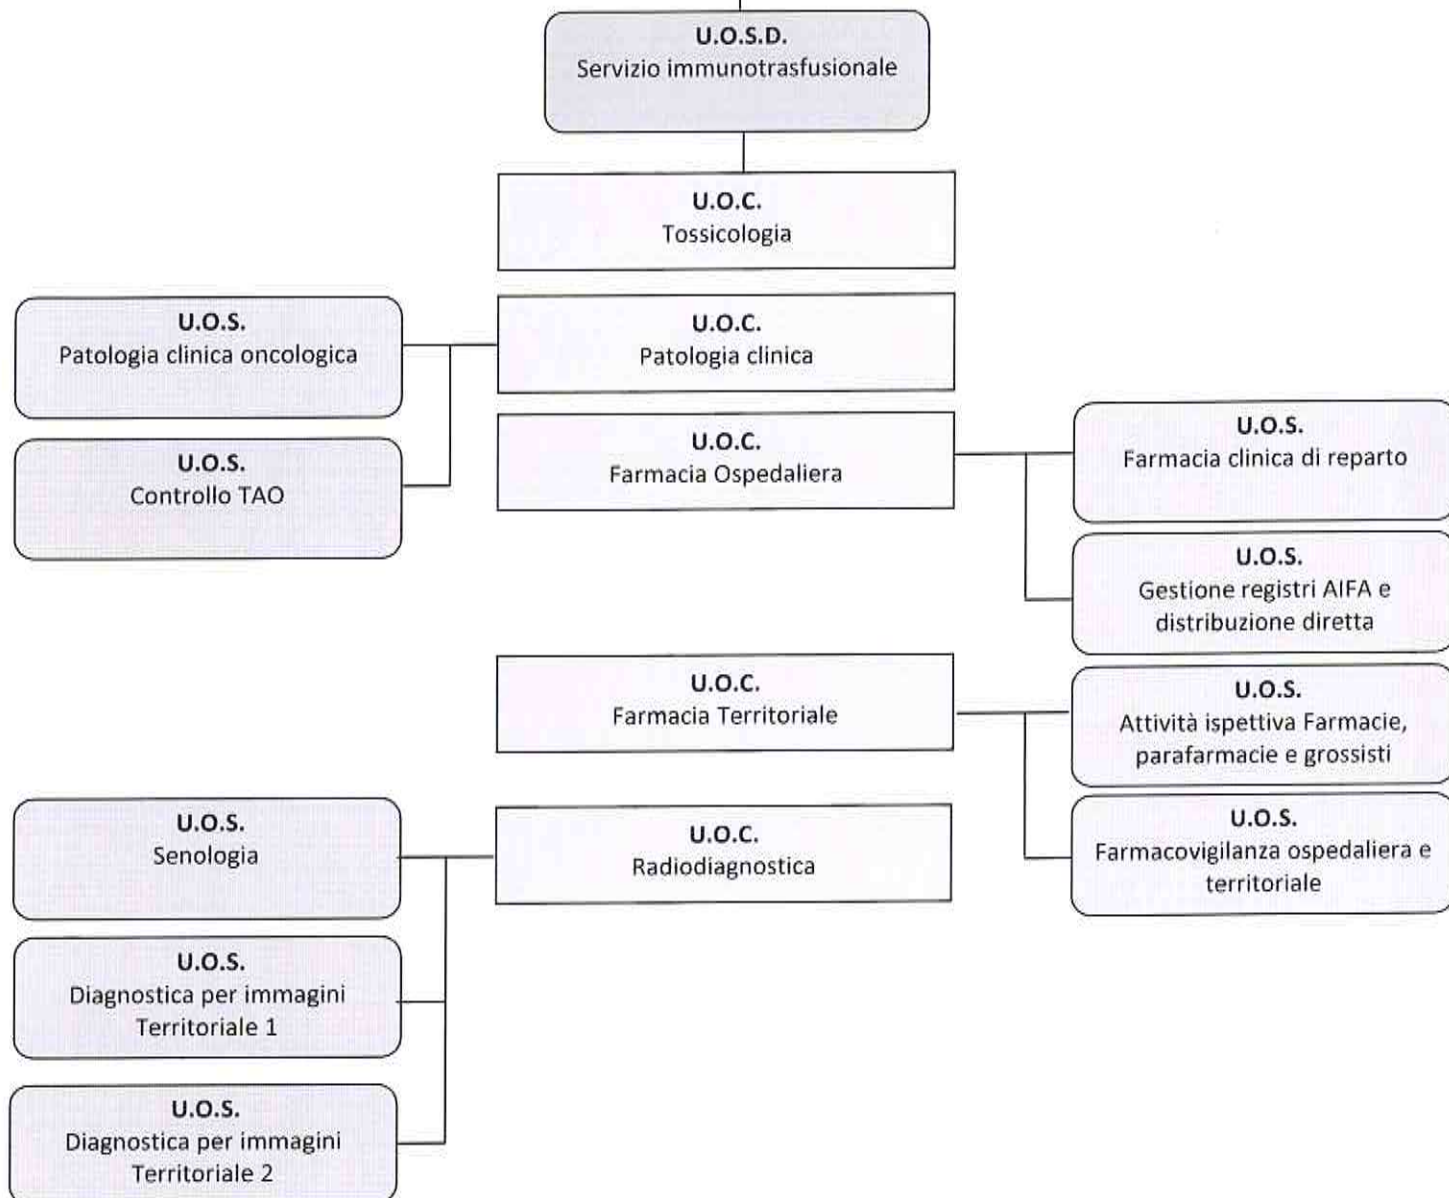 U.O.S.D.
Servizio immunotrasfusionale
U.O.C.
Tossicologia
U.O.S.
Patologia clinica oncologica
U.O.C.
Patologia clinica
U.O.S.
Controllo TAO
U.O.C.
Farmacia Ospedaliera
U.O.S.
Farmacia clinica di reparto
U.O.S.
Gestione registri AIFA e
distribuzione diretta
U.O.C.
Farmacia Territoriale
U.O.S.
Attività ispettiva Farmacie,
parafarmacie e grossisti
U.O.S.
Farmacovigilanza ospedaliera e
territoriale
U.O.S.
Senologia
U.O.C.
Radiodiagnostica
U.O.S.
Diagnostica per immagini
Territoriale 1
U.O.S.
Diagnostica per immagini
Territoriale 2